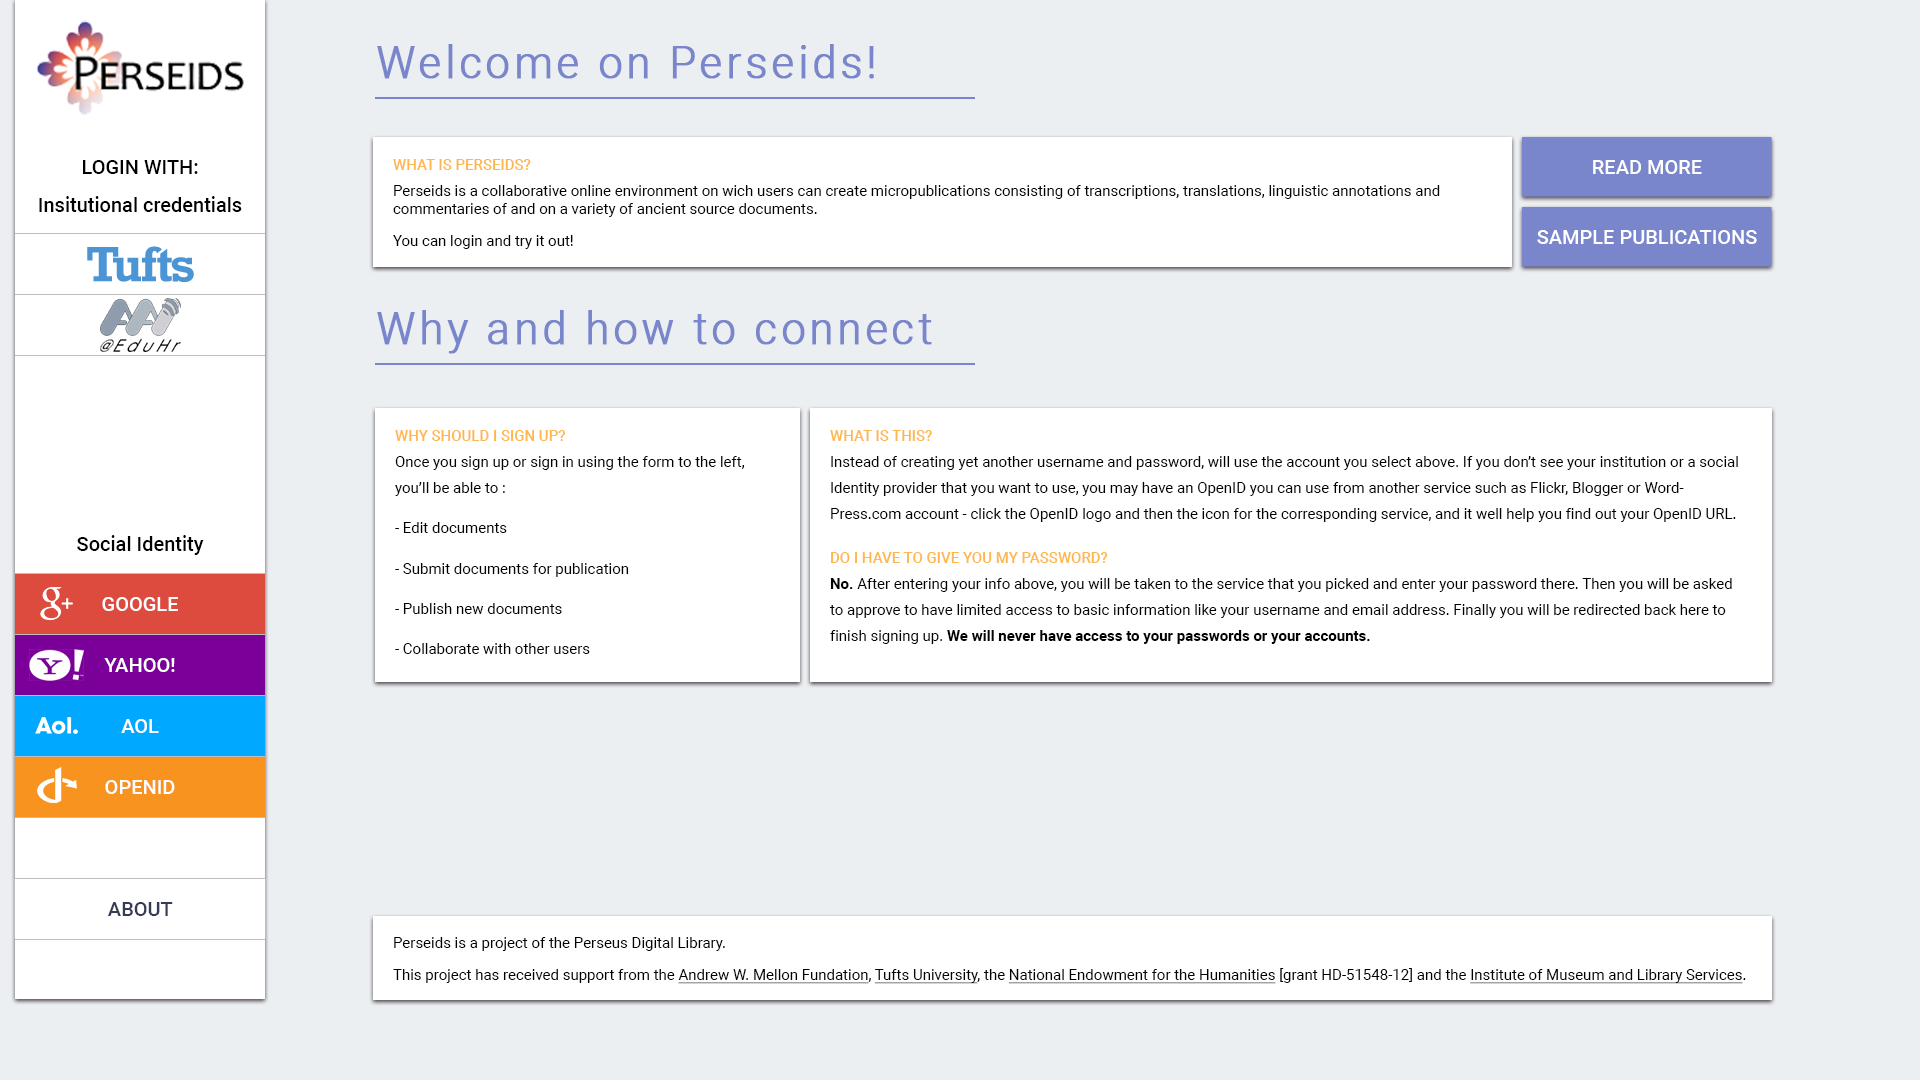 PERSEIDS
LOGIN WITH:
Insitutional credentials
Tufts
AAI
@EduHr
Social Identity
g+ GOOGLE
Y! YAHOO!
Aol. AOL
OPENID
ABOUT
Welcome on Perseids!
WHAT IS PERSEIDS?
Perseids is a collaborative online environment on wich users can create micropublications consisting of transcriptions, translations, linguistic annotations and
commentaries of and on a variety of ancient source documents.
You can login and try it out!
READ MORE
SAMPLE PUBLICATIONS
Why and how to connect
WHY SHOULD I SIGN UP?
Once you sign up or sign in using the form to the left,
you’ll be able to :
- Edit documents
- Submit documents for publication
- Publish new documents
- Collaborate with other users
WHAT IS THIS?
Instead of creating yet another username and password, will use the account you select above. If you don’t see your institution or a social
Identity provider that you want to use, you may have an OpenID you can use from another service such as Flickr, Blogger or Word-
Press.com account - click the OpenID logo and then the icon for the corresponding service, and it well help you find out your OpenID URL.
DO I HAVE TO GIVE YOU MY PASSWORD?
No. After entering your info above, you will be taken to the service that you picked and enter your password there. Then you will be asked
to approve to have limited access to basic information like your username and email address. Finally you will be redirected back here to
finish signing up. We will never have access to your passwords or your accounts.
Perseids is a project of the Perseus Digital Library.
This project has received support from the Andrew W. Mellon Fundation, Tufts University, the National Endowment for the Humanities [grant HD-51548-12] and the Institute of Museum and Library Services.